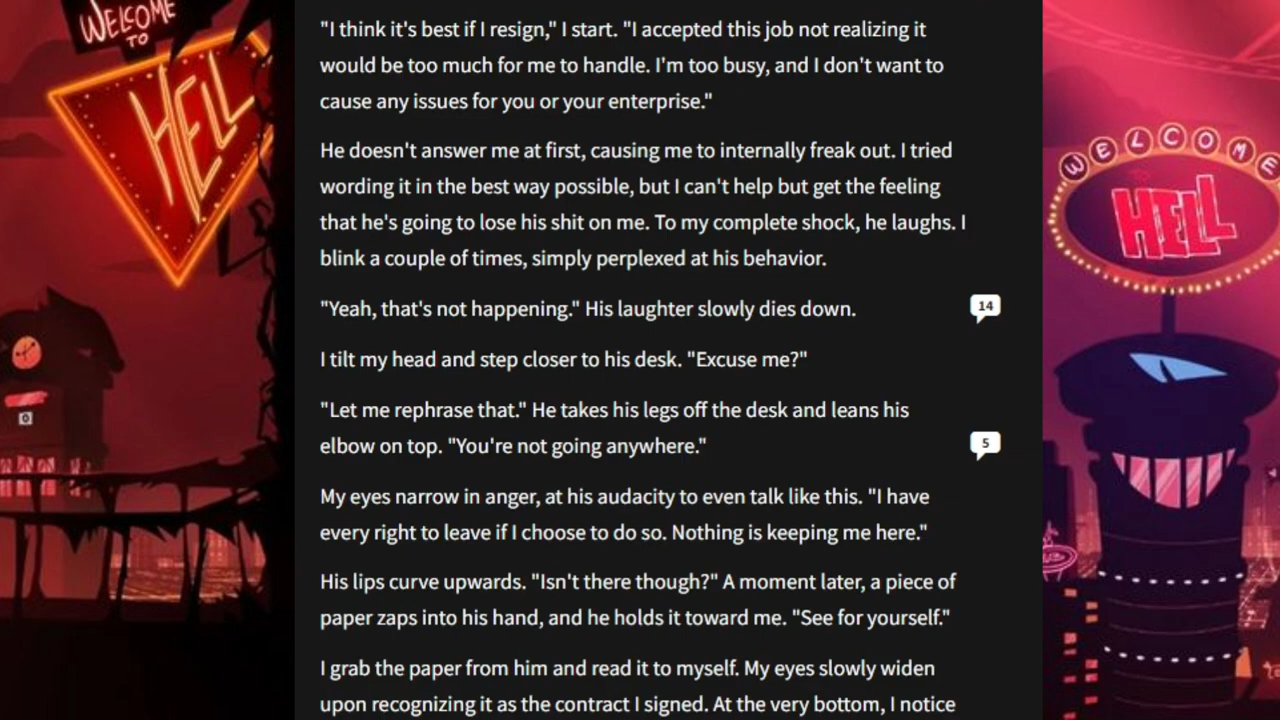 WELCOME
TO
HELL
"I think it's best if I resign," I start. "I accepted this job not realizing it
would be too much for me to handle. I'm too busy, and I don't want to
cause any issues for you or your enterprise."
He doesn't answer me at first, causing me to internally freak out. I tried
wording it in the best way possible, but I can't help but get the feeling
that he's going to lose his shit on me. To my complete shock, he laughs. I
blink a couple of times, simply perplexed at his behavior.
"Yeah, that's not happening." His laughter slowly dies down.
14
I tilt my head and step closer to his desk. "Excuse me?"
"Let me rephrase that." He takes his legs off the desk and leans his
elbow on top. "You're not going anywhere."
5
My eyes narrow in anger, at his audacity to even talk like this. "I have
every right to leave if I choose to do so. Nothing is keeping me here."
His lips curve upwards. "Isn't there though?" A moment later, a piece of
paper zaps into his hand, and he holds it toward me. "See for yourself."
I grab the paper from him and read it to myself. My eyes slowly widen
upon recognizing it as the contract I signed. At the very bottom, I notice
WELCOME
HELL